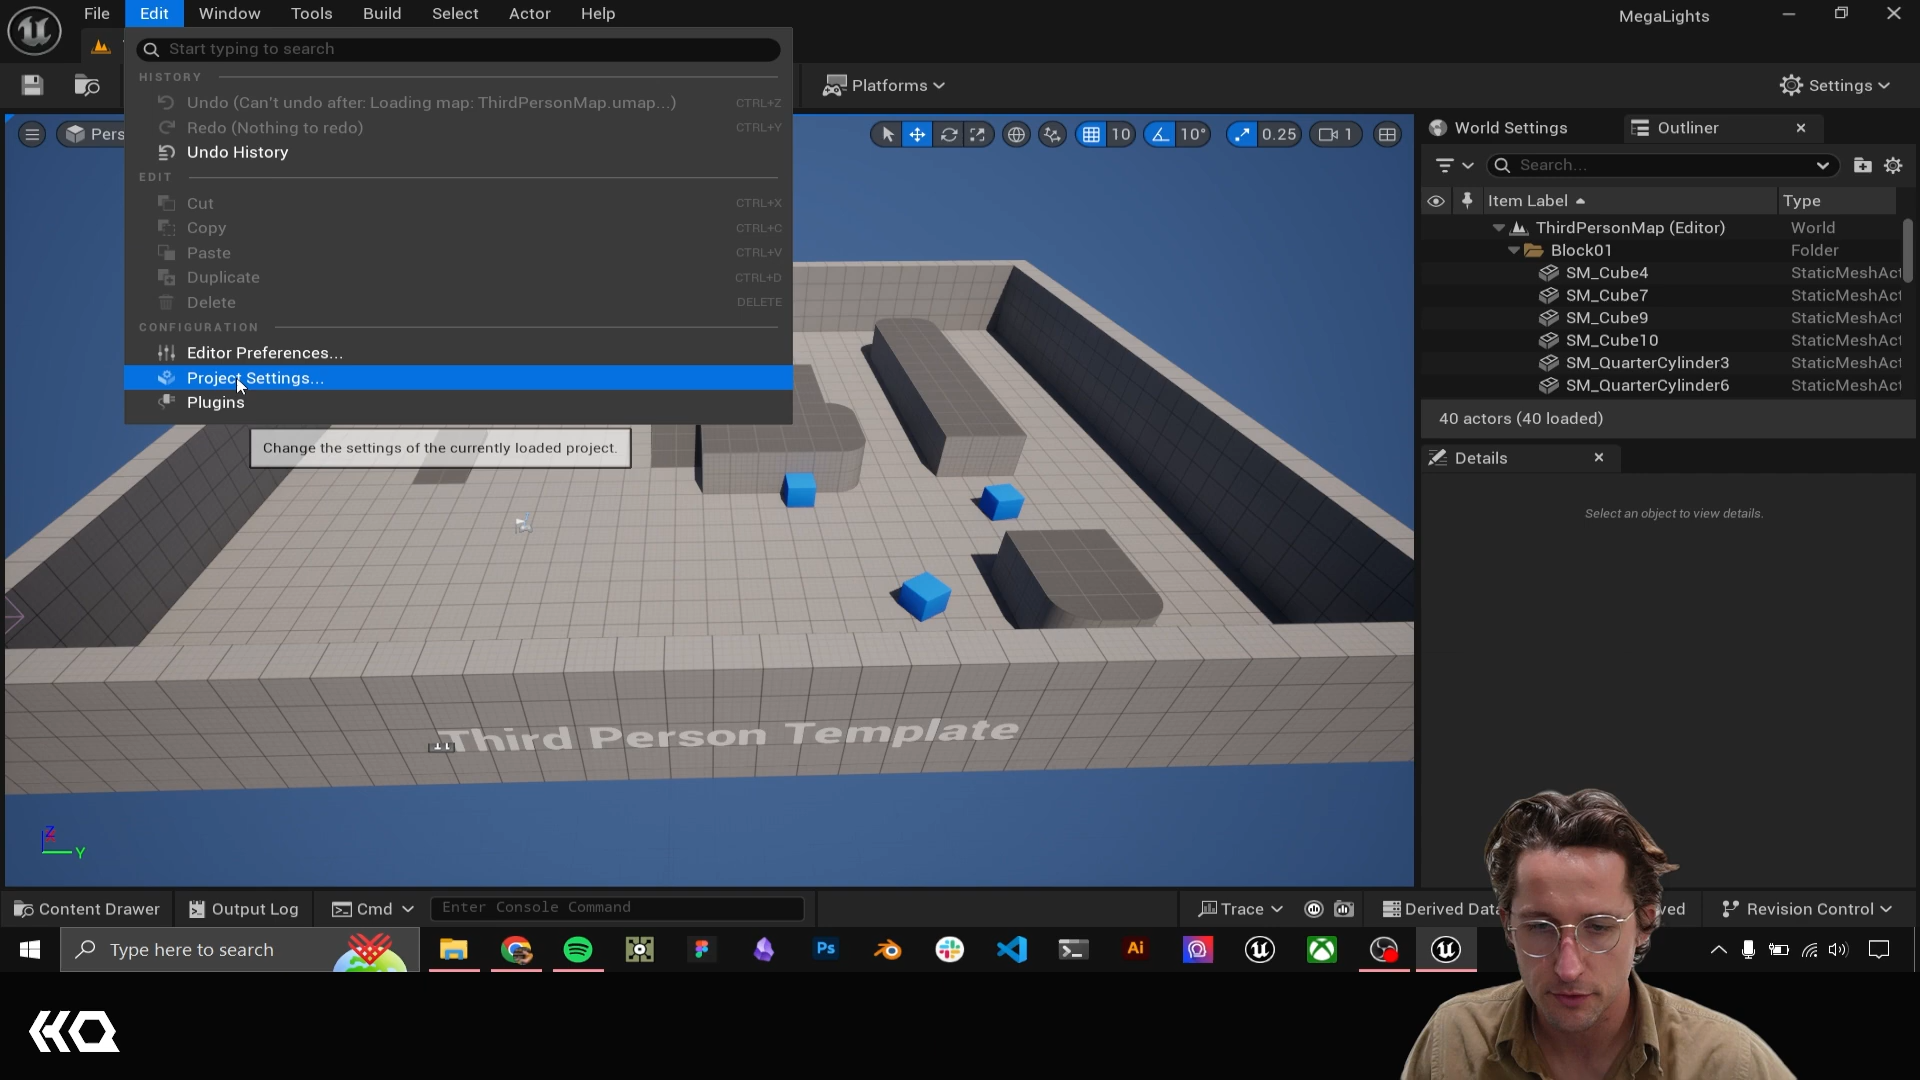 File Edit Window Tools Build Select Actor Help MegaLights
Start typing to search
HISTORY
Undo (Can't undo after: Loading map: ThirdPersonMap.umap...) CTRL+Z
Redo (Nothing to redo) CTRL+Y
Undo History
EDIT
Cut CTRL+X
Copy CTRL+C
Paste CTRL+V
Duplicate CTRL+D
Delete DELETE
CONFIGURATION
Editor Preferences...
Project Settings...
Plugins
Change the settings of the currently loaded project.
Platforms
Settings
Pers
10 10° 0.25 1
World Settings Outliner
Search...
Item Label Type
ThirdPersonMap (Editor) World
Block01 Folder
SM_Cube4 StaticMeshAct
SM_Cube7 StaticMeshAct
SM_Cube9 StaticMeshAct
SM_Cube10 StaticMeshAct
SM_QuarterCylinder3 StaticMeshAct
SM_QuarterCylinder6 StaticMeshAct
40 actors (40 loaded)
Details
Select an object to view details.
Third Person Template
Z
Y
Content Drawer Output Log Cmd Enter Console Command Trace Derived Data ved Revision Control
Type here to search
Ps
Ai
HQ